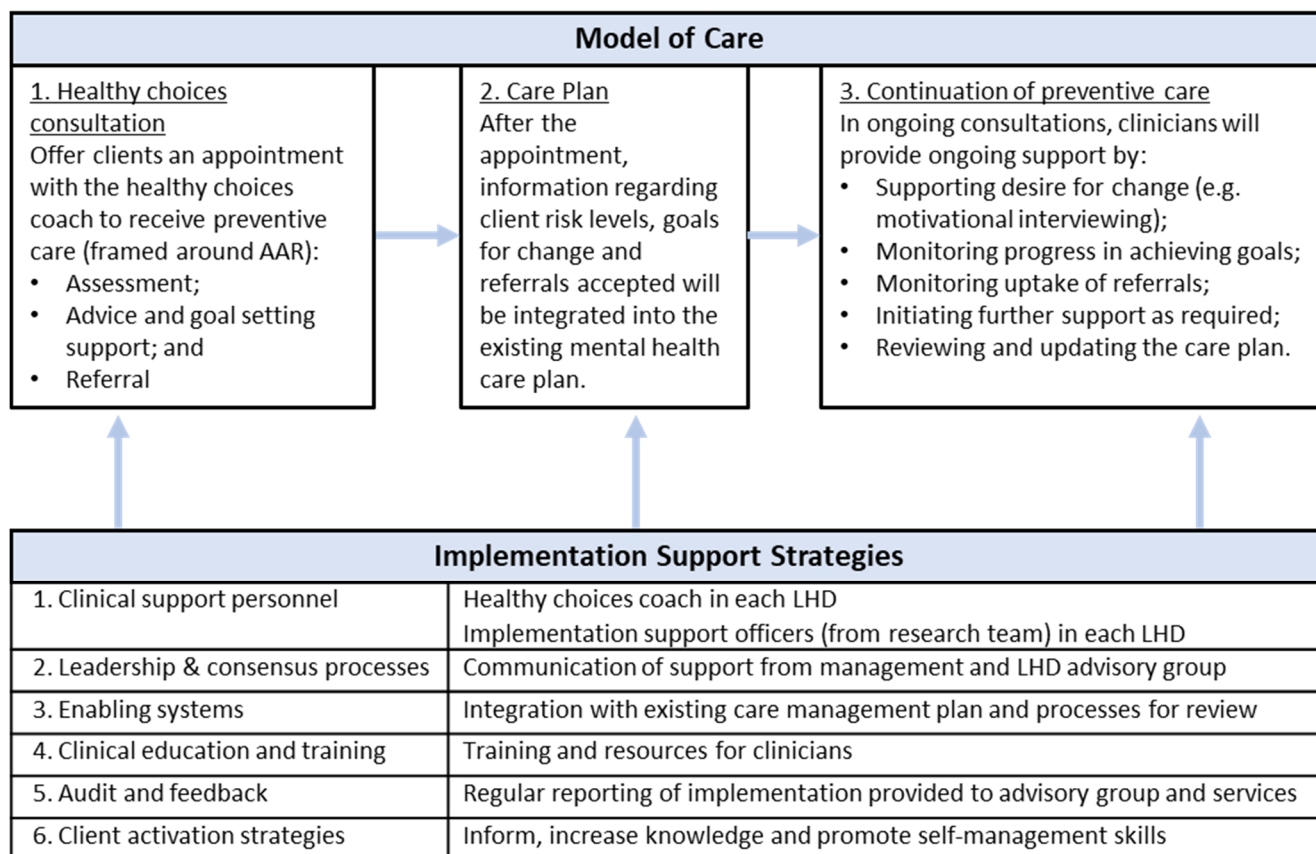 Model of Care
1. Healthy choices
consultation
Offer clients an appointment
with the healthy choices
coach to receive preventive
care (framed around AAR):
• Assessment;
• Advice and goal setting
support; and
• Referral
2. Care Plan
After the
appointment,
information regarding
client risk levels, goals
for change and
referrals accepted will
be integrated into the
existing mental health
care plan.
3. Continuation of preventive care
In ongoing consultations, clinicians will
provide ongoing support by:
• Supporting desire for change (e.g.
motivational interviewing);
• Monitoring progress in achieving goals;
• Monitoring uptake of referrals;
• Initiating further support as required;
• Reviewing and updating the care plan.
Implementation Support Strategies
1. Clinical support personnel
Healthy choices coach in each LHD
Implementation support officers (from research team) in each LHD
2. Leadership & consensus processes
Communication of support from management and LHD advisory group
3. Enabling systems
Integration with existing care management plan and processes for review
4. Clinical education and training
Training and resources for clinicians
5. Audit and feedback
Regular reporting of implementation provided to advisory group and services
6. Client activation strategies
Inform, increase knowledge and promote self-management skills